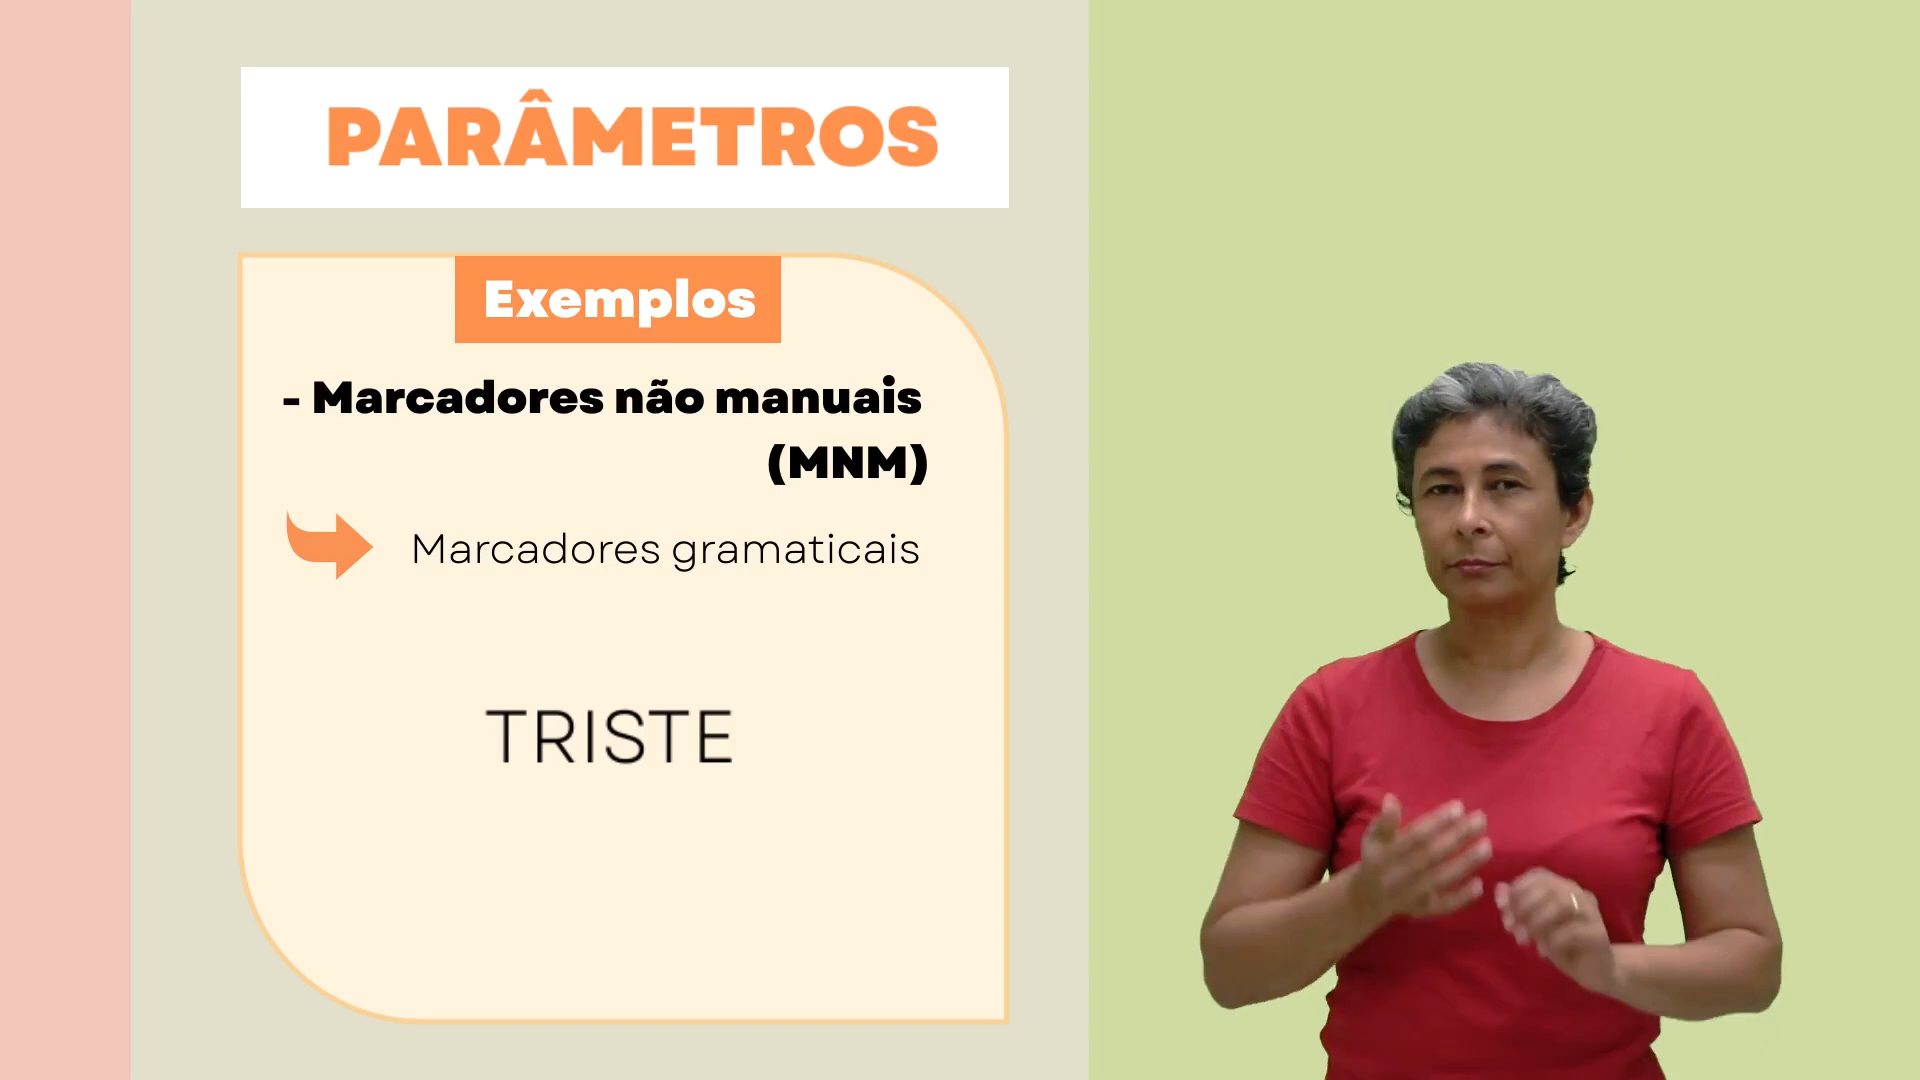 PARÂMETROS
Exemplos
- Marcadores não manuais
(MNM)
Marcadores gramaticais
TRISTE